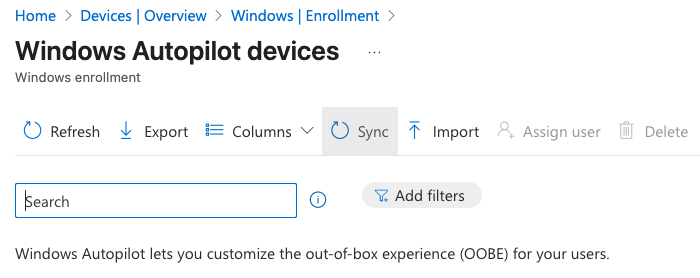 Home > Devices | Overview > Windows | Enrollment >
Windows Autopilot devices ...
Windows enrollment
Refresh Export Columns Sync Import Assign user Delete
Search Add filters
Windows Autopilot lets you customize the out-of-box experience (OOBE) for your users.